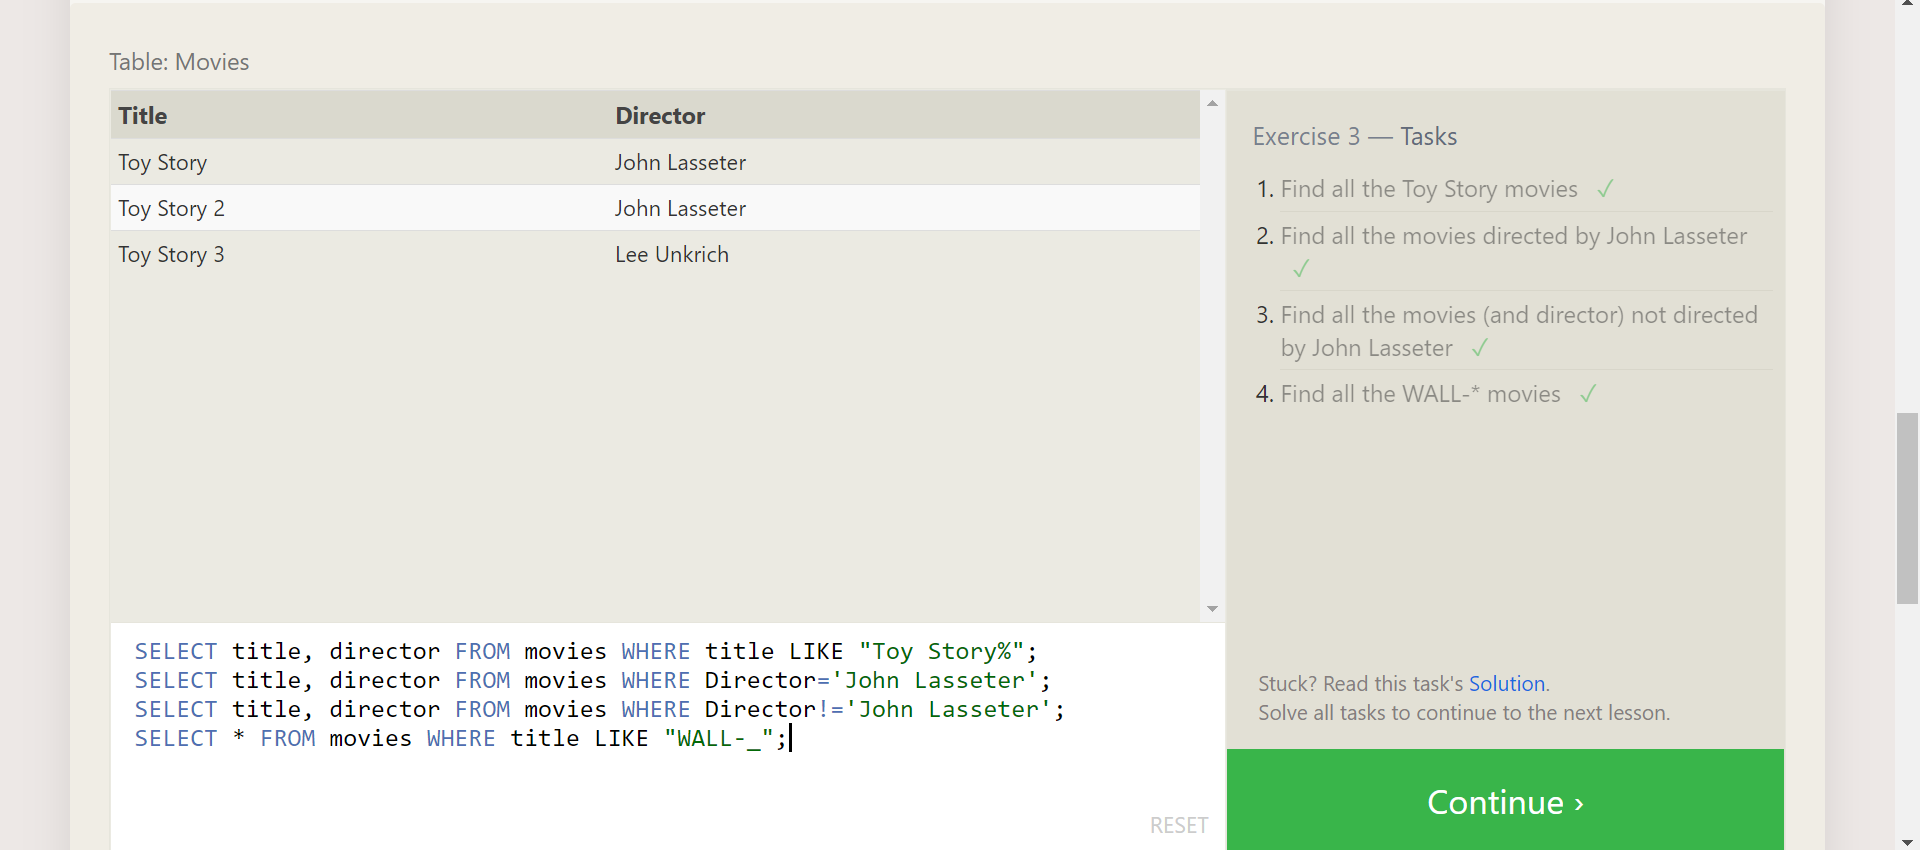 Table: Movies
Title Director
Toy Story John Lasseter
Toy Story 2 John Lasseter
Toy Story 3 Lee Unkrich
SELECT title, director FROM movies WHERE title LIKE "Toy Story%";
SELECT title, director FROM movies WHERE Director='John Lasseter';
SELECT title, director FROM movies WHERE Director!='John Lasseter';
SELECT * FROM movies WHERE title LIKE "WALL-_";
RESET
Exercise 3 — Tasks
1. Find all the Toy Story movies ✓
2. Find all the movies directed by John Lasseter
✓
3. Find all the movies (and director) not directed
by John Lasseter ✓
4. Find all the WALL-* movies ✓
Stuck? Read this task's Solution.
Solve all tasks to continue to the next lesson.
Continue ›